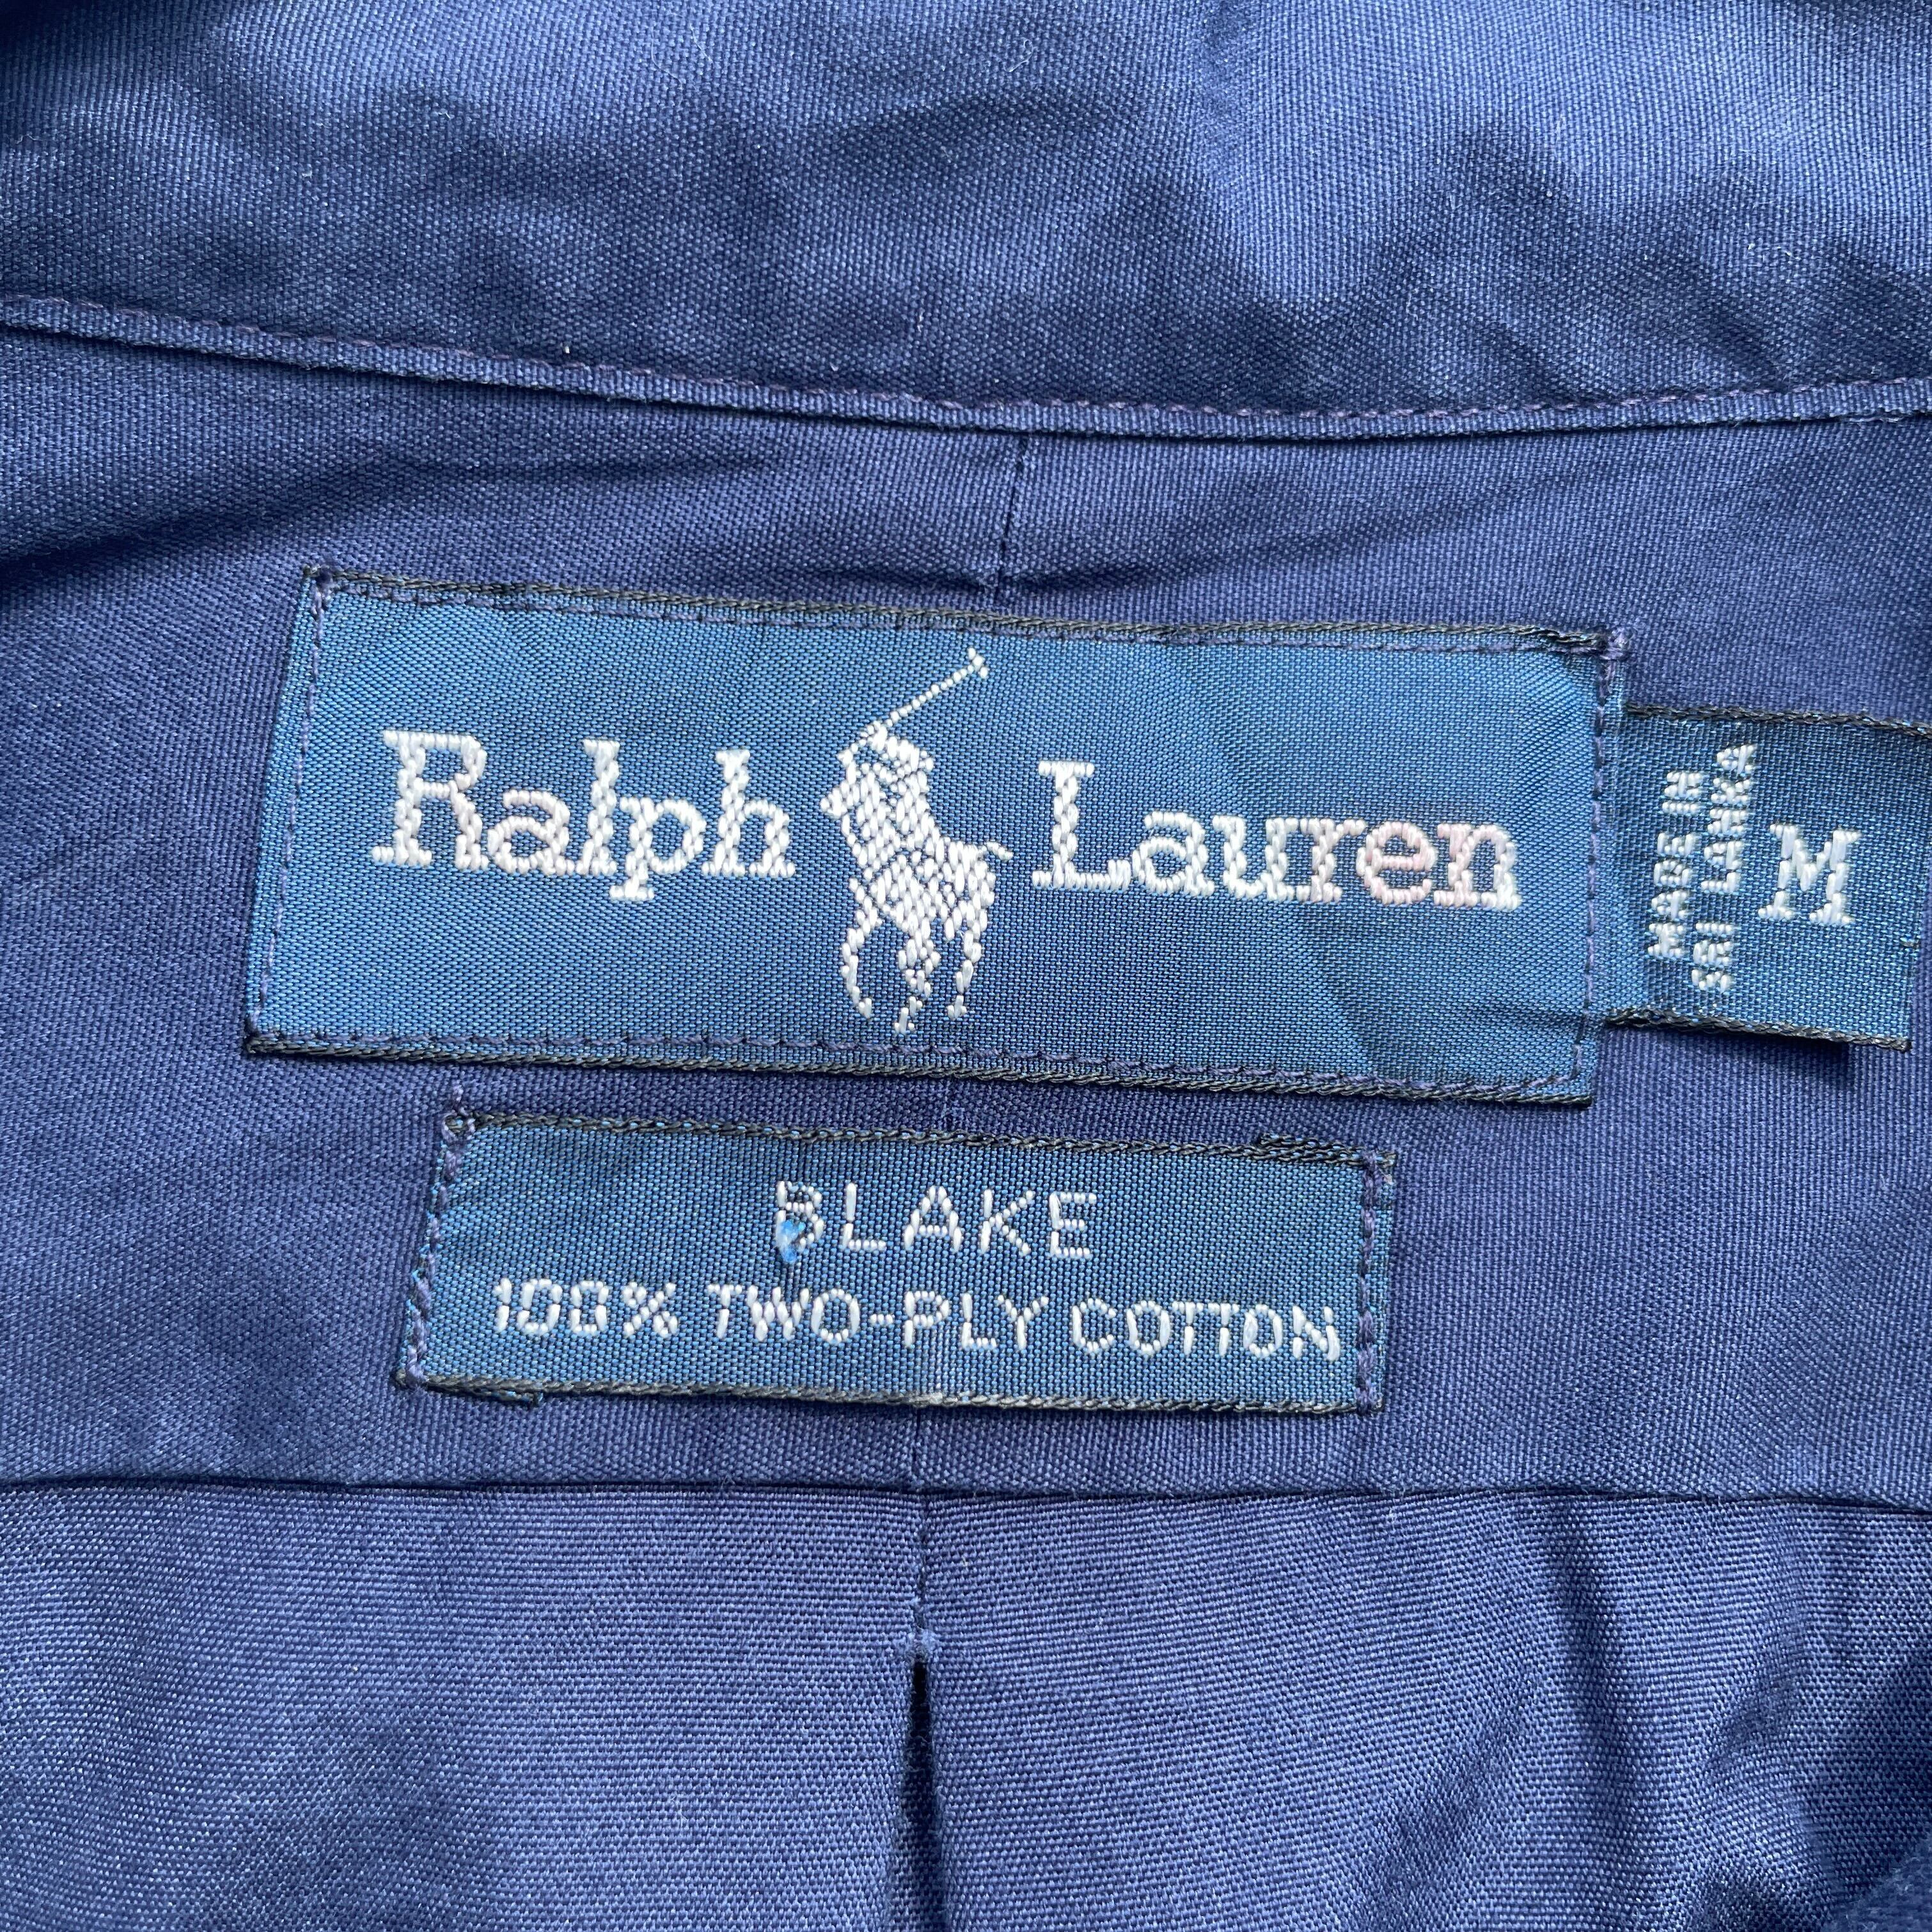 Ralph Lauren
MADE IN
SRI LANKA
M
BLAKE
100% TWO-PLY COTTON